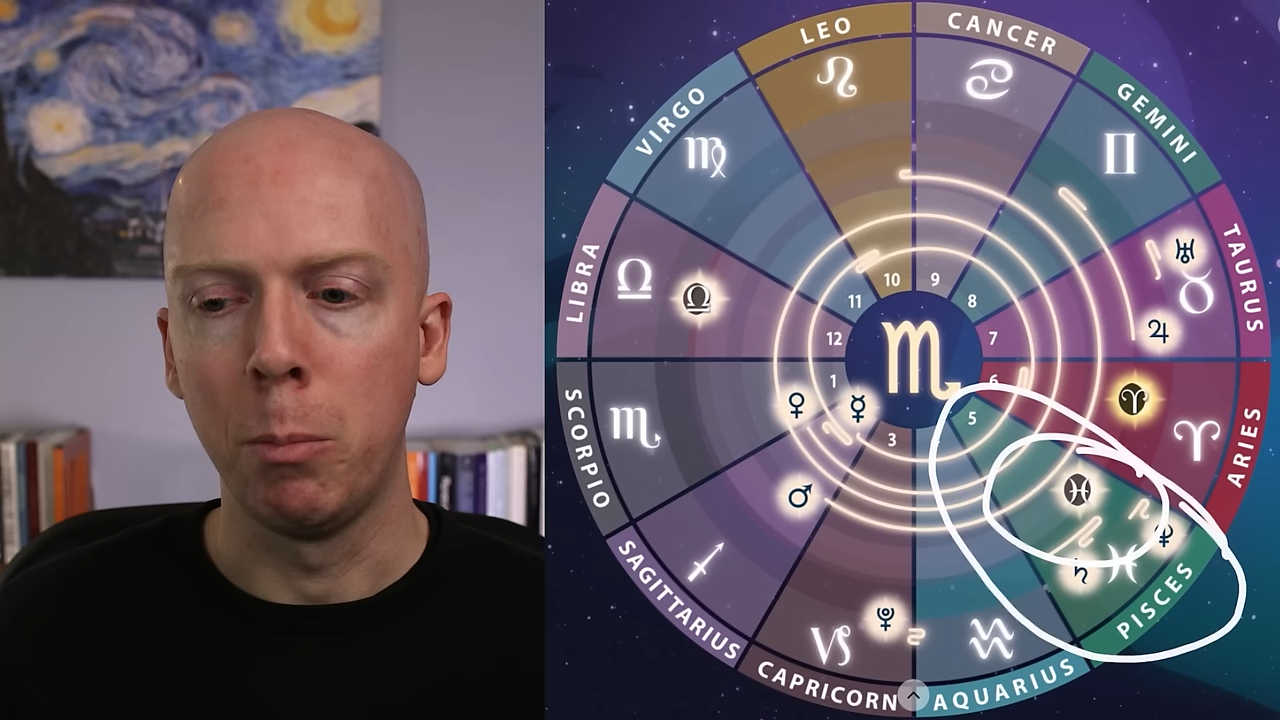 LEO
CANCER
VIRGO
GEMINI
LIBRA
TAURUS
10
9
11
8
12
7
1
6
3
5
SCORPIO
ARIES
SAGITTARIUS
PISCES
CAPRICORN
AQUARIUS